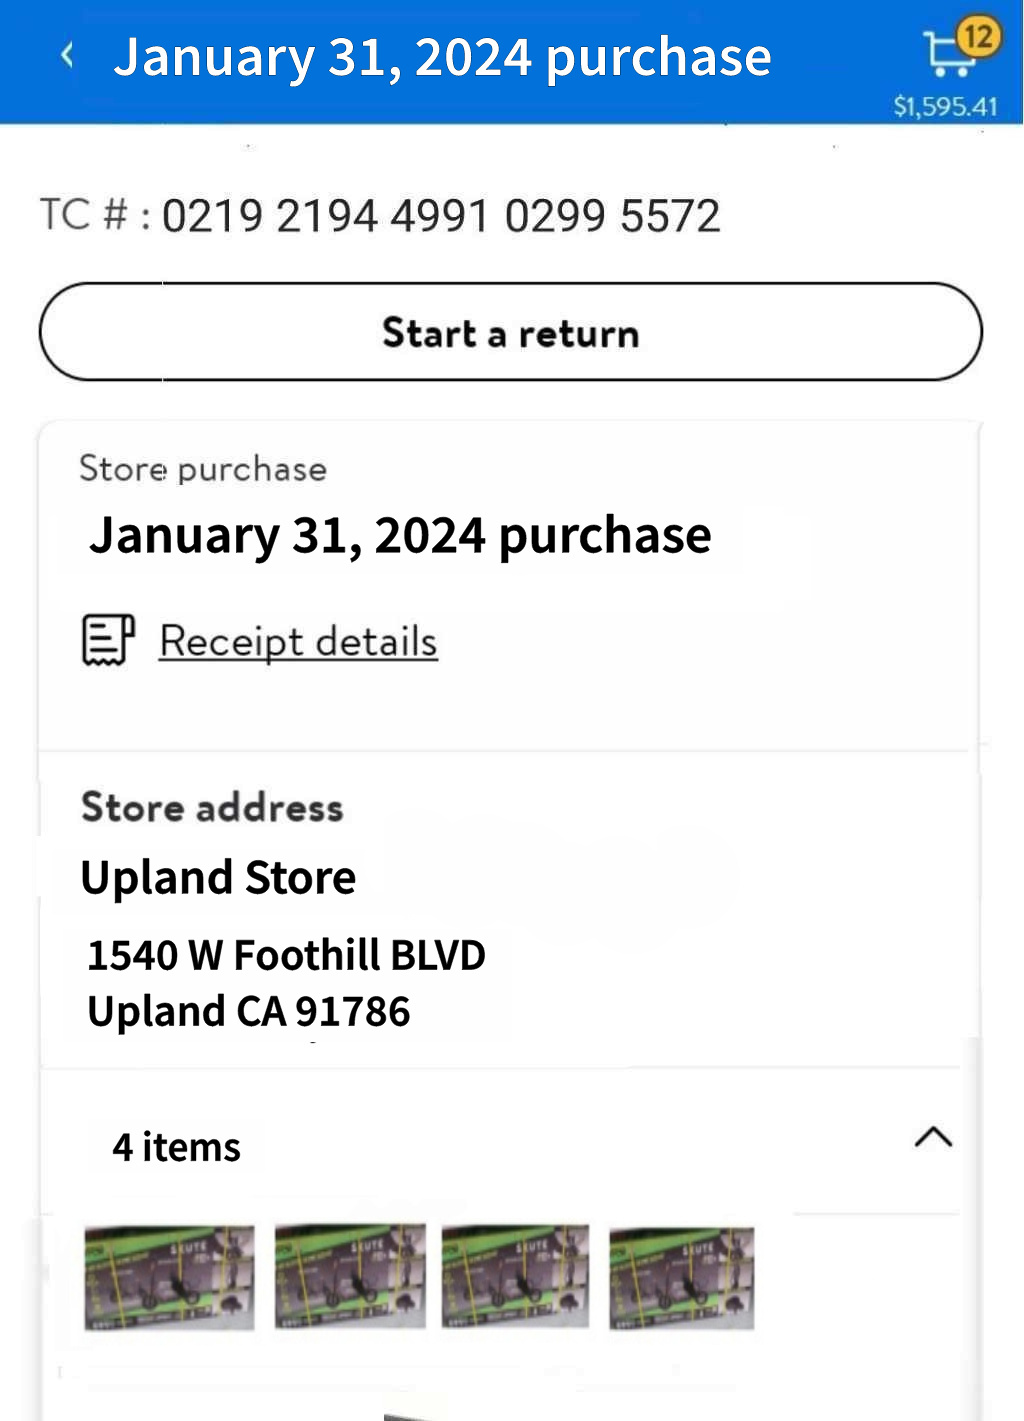 January 31, 2024 purchase
12
$1,595.41
TC # : 0219 2194 4991 0299 5572
Start a return
Store purchase
January 31, 2024 purchase
Receipt details
Store address
Upland Store
1540 W Foothill BLVD
Upland CA 91786
4 items